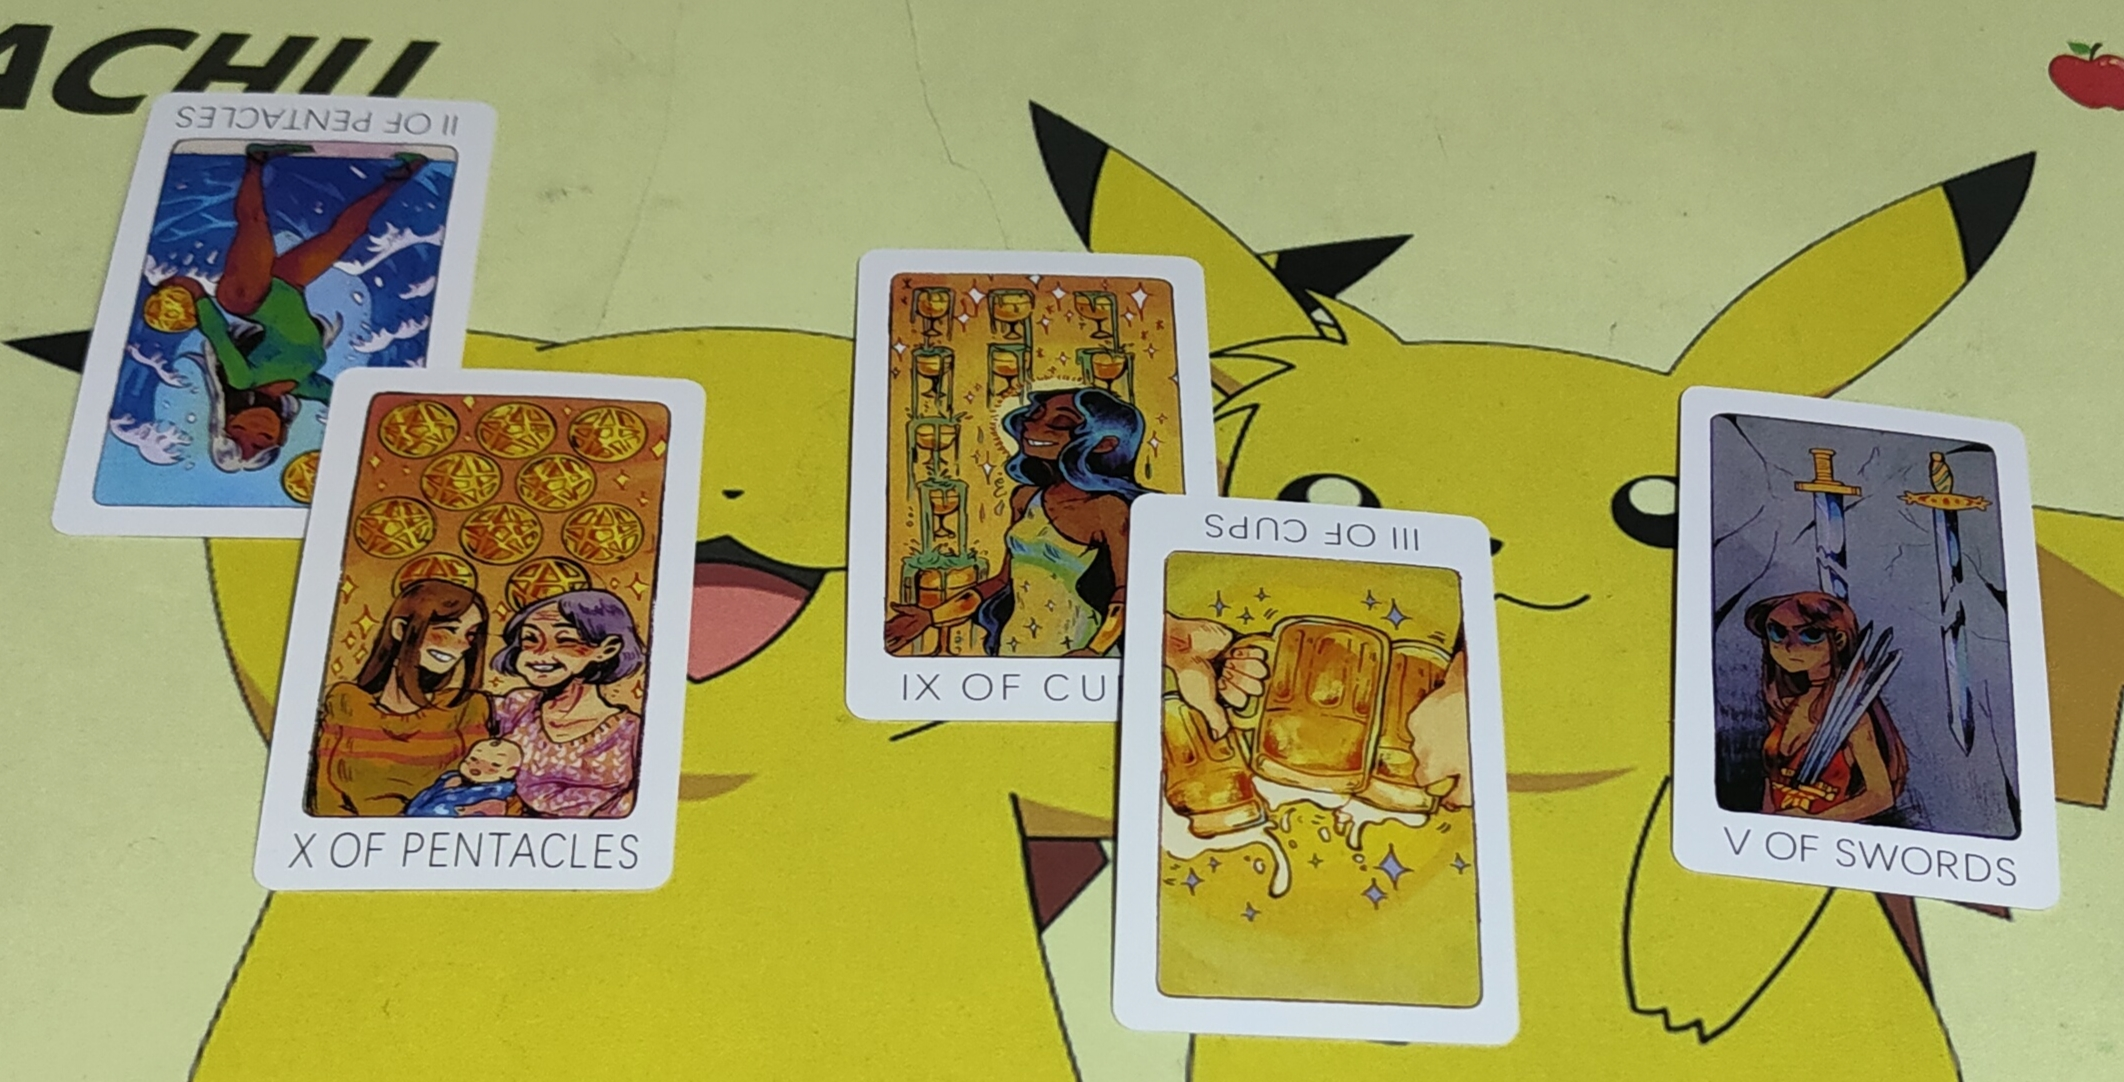 ACHU
II OF PENTACLES
X OF PENTACLES
IX OF CU
III OF CUPS
V OF SWORDS